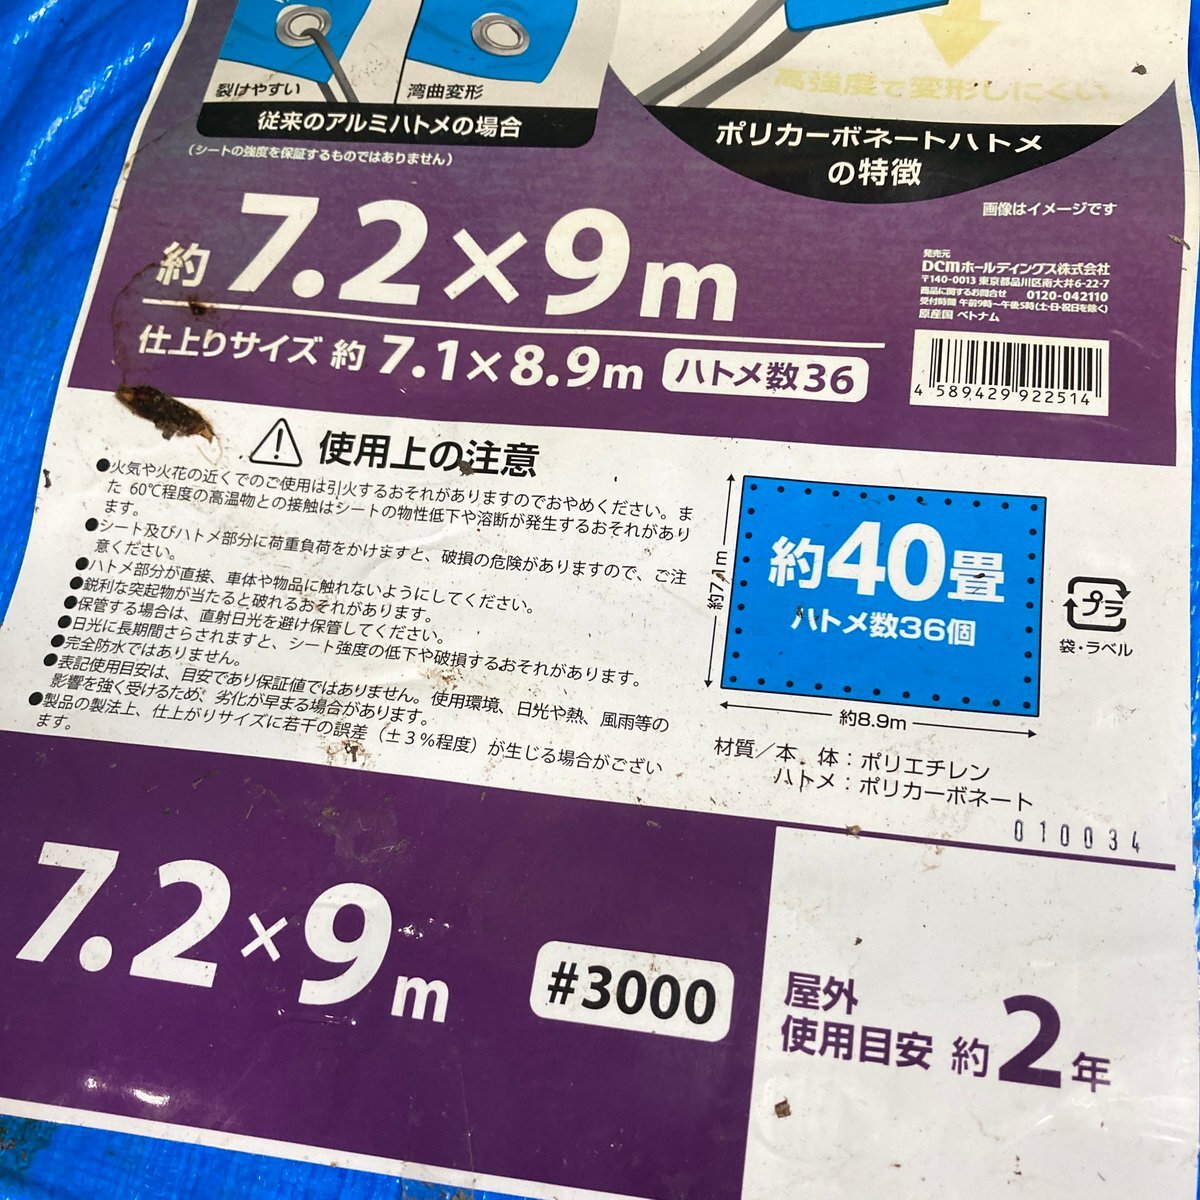 裂けやすい
湾曲変形
従来のアルミハトメの場合
(シートの強度を保証するものではありません)
高強度で変形しにくい
ポリカーボネートハトメ
の特徴
画像はイメージです
約7.2×9m
仕上りサイズ 約7.1×8.9m ハトメ数36
発売元
DCMホールディングス株式会社
〒140-0013 東京都品川区南大井6-22-7
商品に関するお問合せ 0120-042110
受付時間 午前9時〜午後5時(土・日・祝日を除く)
原産国 ベトナム
4 589429 922514
使用上の注意
●火気や火花の近くでのご使用は引火するおそれがありますのでおやめください。ま
た 60℃程度の高温物との接触はシートの物性低下や溶断が発生するおそれがあり
ます。
●シート及びハトメ部分に荷重負荷をかけますと、破損の危険がありますので、ご注
意ください。
●ハトメ部分が直接、車体や物品に触れないようにしてください。
●鋭利な突起物が当たると破れるおそれがあります。
●保管する場合は、直射日光を避け保管してください。
●日光に長期間さらされますと、シート強度の低下や破損するおそれがあります。
●完全防水ではありません。
●表記使用目安は、目安であり保証値ではありません。使用環境、日光や熱、風雨等の
影響を強く受けるため、劣化が早まる場合があります。
●製品の製法上、仕上がりサイズに若干の誤差（±３%程度）が生じる場合がござい
ます。
約7.1m
約40畳
ハトメ数36個
約8.9m
プラ
袋・ラベル
材質／本 体：ポリエチレン
ハトメ：ポリカーボネート
010034
7.2×9m
#3000
屋外
使用目安 約2年